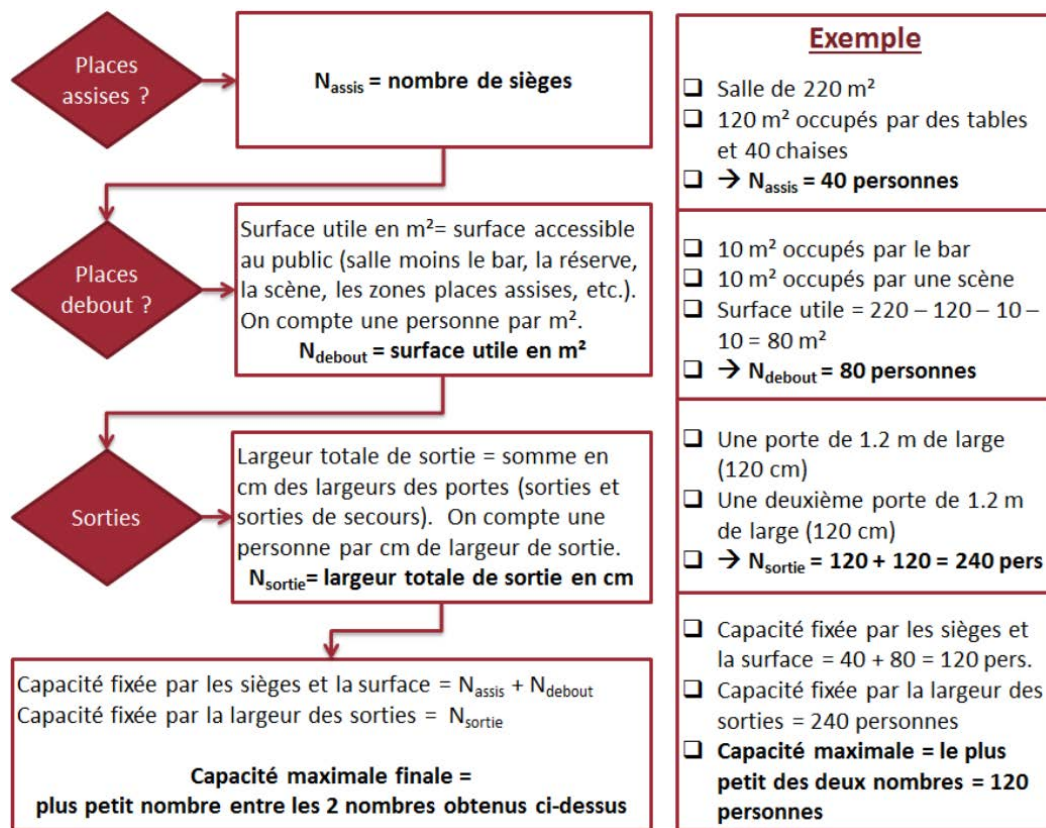 Places
assises ?
N_assis = nombre de sièges
Places
debout ?
Surface utile en m²= surface accessible
au public (salle moins le bar, la réserve,
la scène, les zones places assises, etc.).
On compte une personne par m².
N_debout = surface utile en m²
Sorties
Largeur totale de sortie = somme en
cm des largeurs des portes (sorties et
sorties de secours).  On compte une
personne par cm de largeur de sortie.
N_sortie= largeur totale de sortie en cm
Capacité fixée par les sièges et la surface = N_assis + N_debout
Capacité fixée par la largeur des sorties =  N_sortie
Capacité maximale finale =
plus petit nombre entre les 2 nombres obtenus ci-dessus
Exemple
❑ Salle de 220 m²
❑ 120 m² occupés par des tables
et 40 chaises
❑ → N_assis = 40 personnes
❑ 10 m² occupés par le bar
❑ 10 m² occupés par une scène
❑ Surface utile = 220 – 120 – 10 –
10 = 80 m²
❑ → N_debout = 80 personnes
❑ Une porte de 1.2 m de large
(120 cm)
❑ Une deuxième porte de 1.2 m
de large (120 cm)
❑ → N_sortie = 120 + 120 = 240 pers
❑ Capacité fixée par les sièges et
la surface = 40 + 80 = 120 pers.
❑ Capacité fixée par la largeur des
sorties = 240 personnes
❑ Capacité maximale = le plus
petit des deux nombres = 120
personnes